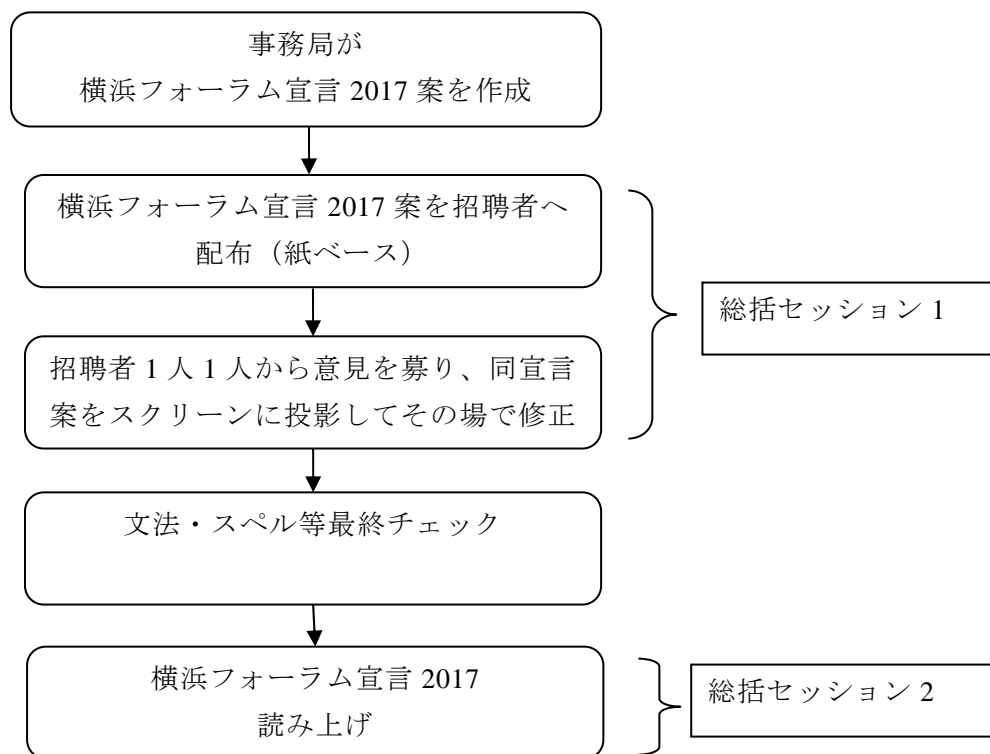 事務局が
横浜フォーラム宣言 2017 案を作成
横浜フォーラム宣言 2017 案を招聘者へ
配布（紙ベース）
招聘者 1 人 1 人から意見を募り、同宣言
案をスクリーンに投影してその場で修正
総括セッション 1
文法・スペル等最終チェック
横浜フォーラム宣言 2017
読み上げ
総括セッション 2